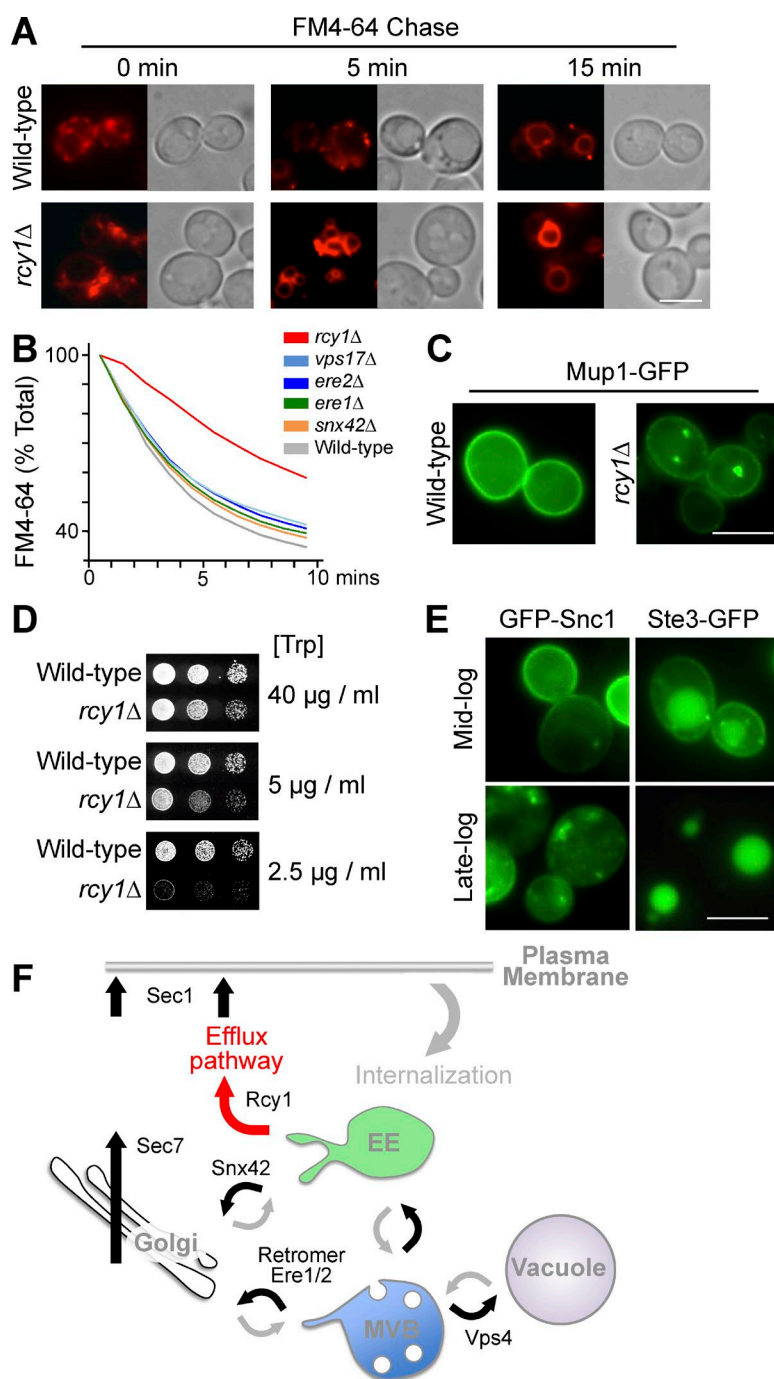 A
FM4-64 Chase
0 min
5 min
15 min
Wild-type
rcy1Δ
B
100
40
FM4-64 (% Total)
0
5
10 mins
rcy1Δ
vps17Δ
ere2Δ
ere1Δ
snx42Δ
Wild-type
C
Mup1-GFP
Wild-type
rcy1Δ
D
[Trp]
Wild-type
rcy1Δ
40 µg / ml
Wild-type
rcy1Δ
5 µg / ml
Wild-type
rcy1Δ
2.5 µg / ml
E
GFP-Snc1
Ste3-GFP
Mid-log
Late-log
F
Plasma
Membrane
Sec1
Efflux
pathway
Internalization
Rcy1
EE
Sec7
Snx42
Golgi
Retromer
Ere1/2
MVB
Vacuole
Vps4